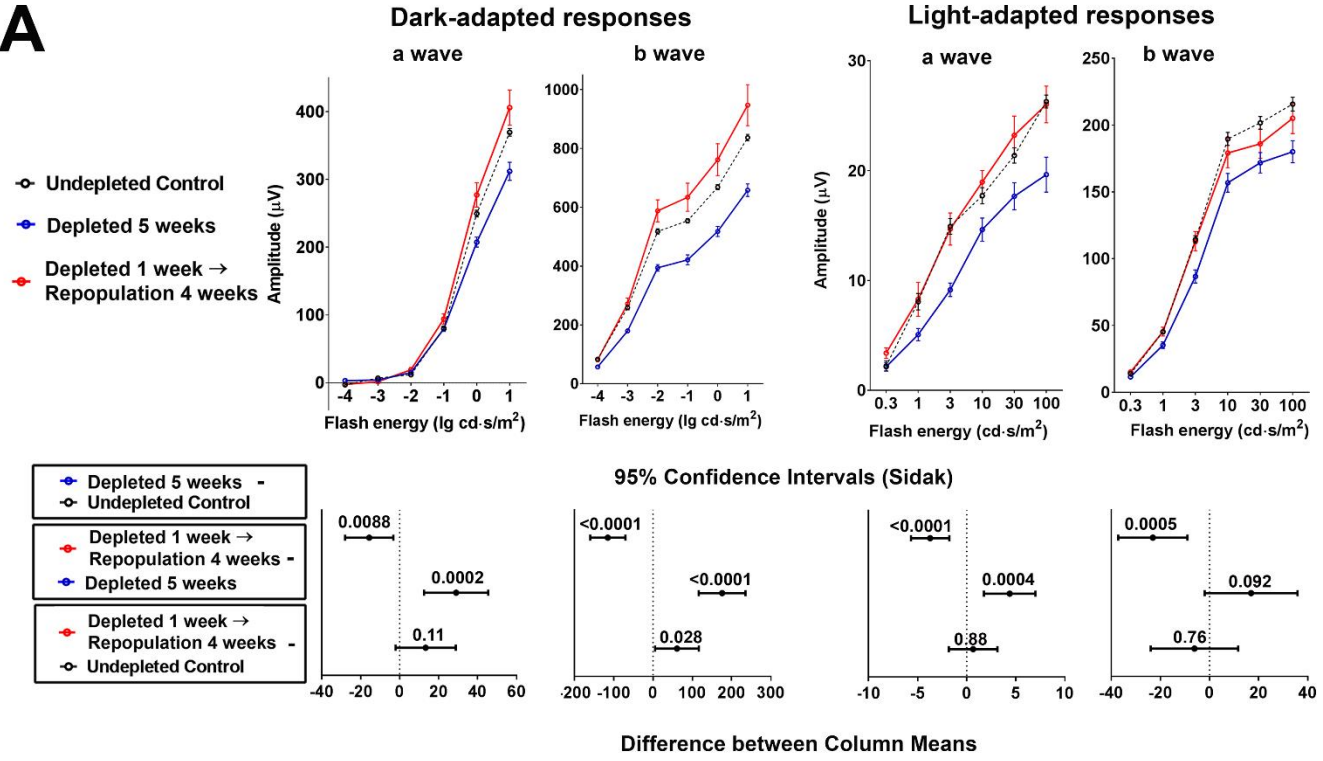 A
Dark-adapted responses
Light-adapted responses
a wave
b wave
a wave
b wave
Undepleted Control
Depleted 5 weeks
Depleted 1 week →
Repopulation 4 weeks
Amplitude (µV)
400
300
200
100
0
-4 -3 -2 -1 0 1
Flash energy (lg cd·s/m²)
1000
800
600
400
200
0
-4 -3 -2 -1 0 1
Flash energy (lg cd·s/m²)
Amplitude (µV)
30
20
10
0
0.3 1 3 10 30 100
Flash energy (cd·s/m²)
250
200
150
100
50
0
0.3 1 3 10 30 100
Flash energy (cd·s/m²)
95% Confidence Intervals (Sidak)
Depleted 5 weeks -
Undepleted Control
Depleted 1 week →
Repopulation 4 weeks -
Depleted 5 weeks
Depleted 1 week →
Repopulation 4 weeks -
Undepleted Control
0.0088
0.0002
0.11
-40 -20 0 20 40 60
<0.0001
<0.0001
0.028
-200 -100 0 100 200 300
<0.0001
0.0004
0.88
-10 -5 0 5 10
0.0005
0.092
0.76
-40 -20 0 20 40
Difference between Column Means